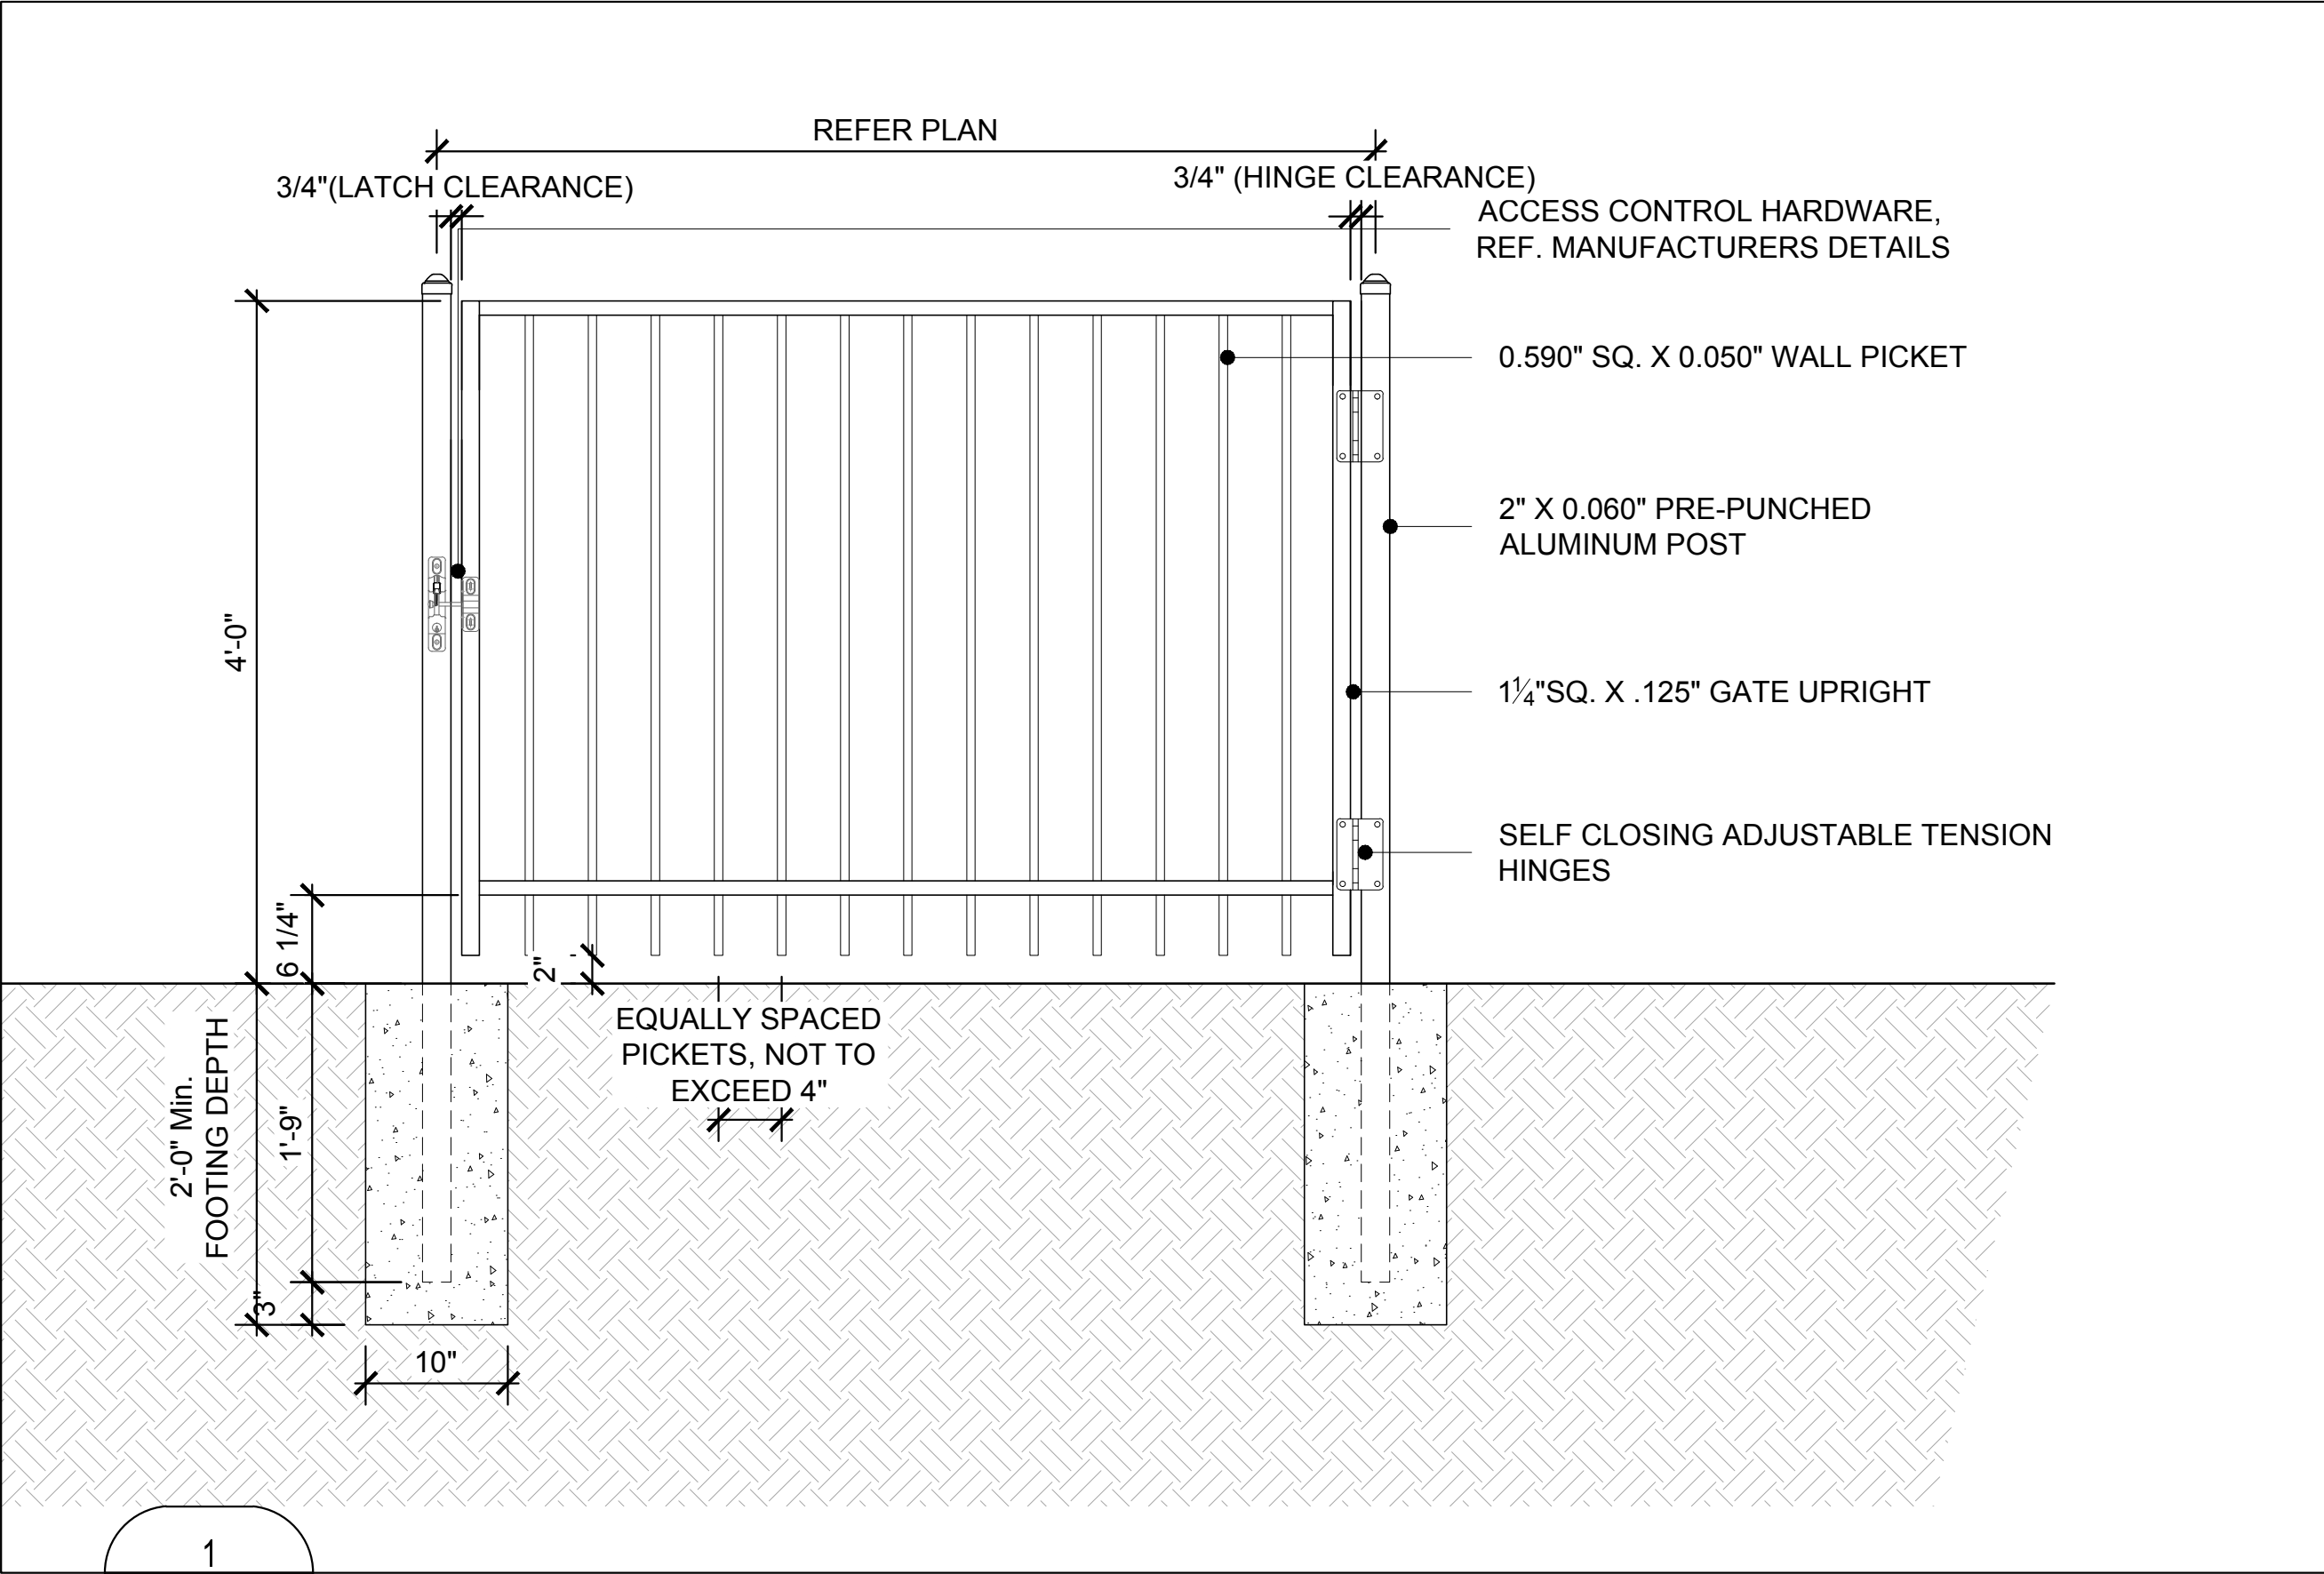 REFER PLAN
3/4"(LATCH CLEARANCE)
3/4" (HINGE CLEARANCE)
ACCESS CONTROL HARDWARE,
REF. MANUFACTURERS DETAILS
0.590" SQ. X 0.050" WALL PICKET
2" X 0.060" PRE-PUNCHED
ALUMINUM POST
4'-0"
1¼"SQ. X .125" GATE UPRIGHT
SELF CLOSING ADJUSTABLE TENSION
HINGES
6 1/4"
2"
EQUALLY SPACED
PICKETS, NOT TO
EXCEED 4"
2'-0" Min.
FOOTING DEPTH
1'-9"
3"
10"
1